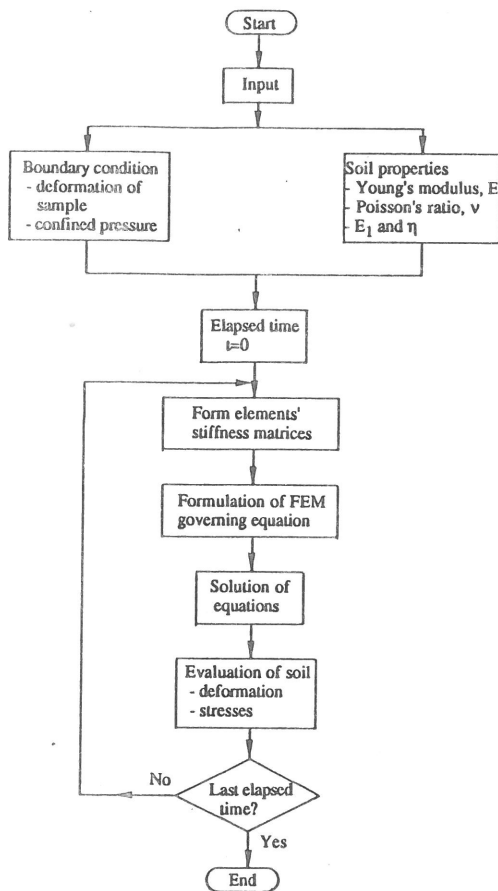 Start
Input
Boundary condition
- deformation of
sample
- confined pressure
Soil properties
- Young's modulus, E
- Poisson's ratio, ν
- E₁ and η
Elapsed time
t=0
Form elements'
stiffness matrices
Formulation of FEM
governing equation
Solution of
equations
Evaluation of soil
- deformation
- stresses
No
Last elapsed
time?
Yes
End